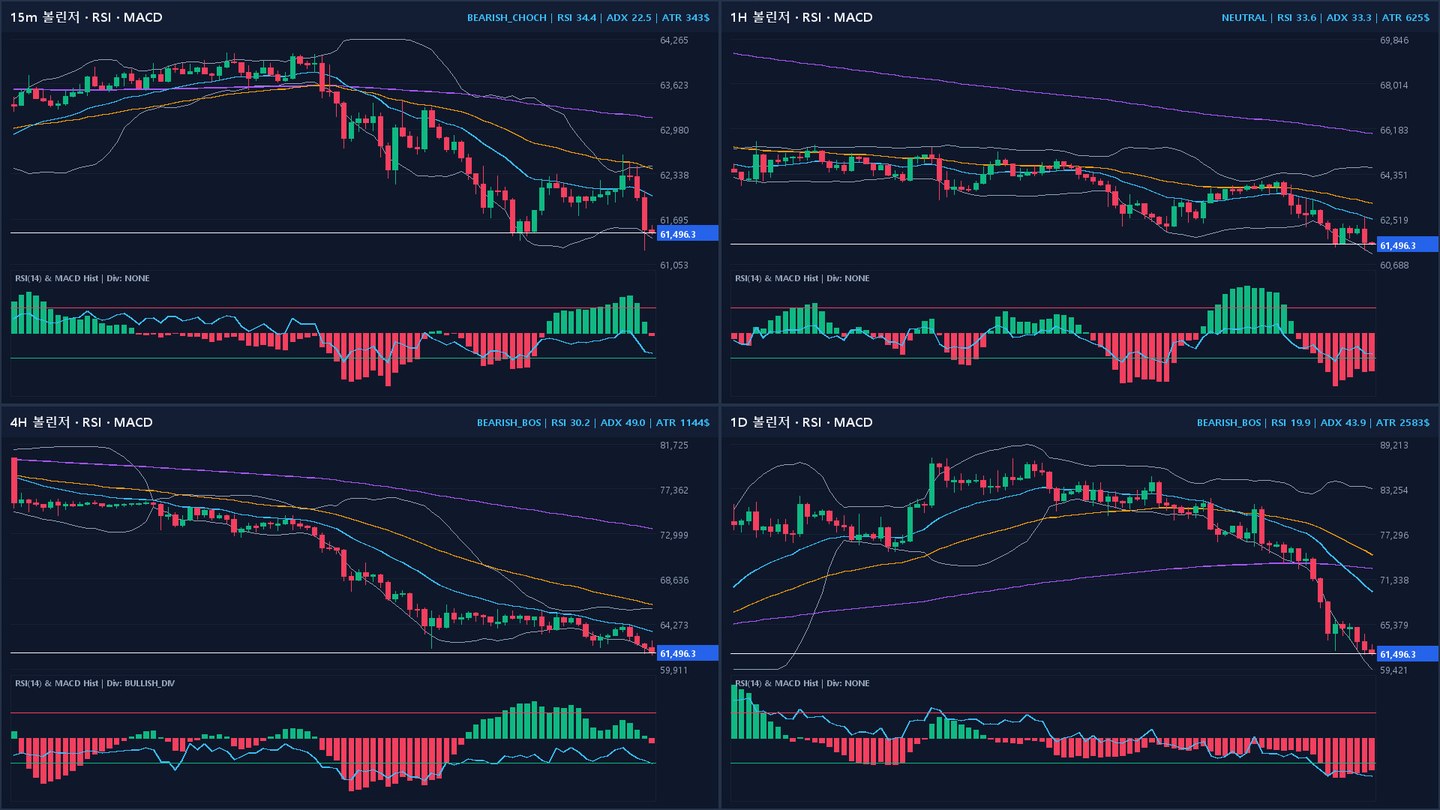 15m 볼린저 · RSI · MACD
BEARISH_CHOCH | RSI 34.4 | ADX 22.5 | ATR 343$
64,265
63,623
62,980
62,338
61,695
61,496.3
61,053
RSI(14) & MACD Hist | Div: NONE
1H 볼린저 · RSI · MACD
NEUTRAL | RSI 33.6 | ADX 33.3 | ATR 625$
69,846
68,014
66,183
64,351
62,519
61,496.3
60,688
RSI(14) & MACD Hist | Div: NONE
4H 볼린저 · RSI · MACD
BEARISH_BOS | RSI 30.2 | ADX 49.0 | ATR 1144$
81,725
77,362
72,999
68,636
64,273
61,496.3
59,911
RSI(14) & MACD Hist | Div: BULLISH_DIV
1D 볼린저 · RSI · MACD
BEARISH_BOS | RSI 19.9 | ADX 43.9 | ATR 2583$
89,213
83,254
77,296
71,338
65,379
61,496.3
59,421
RSI(14) & MACD Hist | Div: NONE